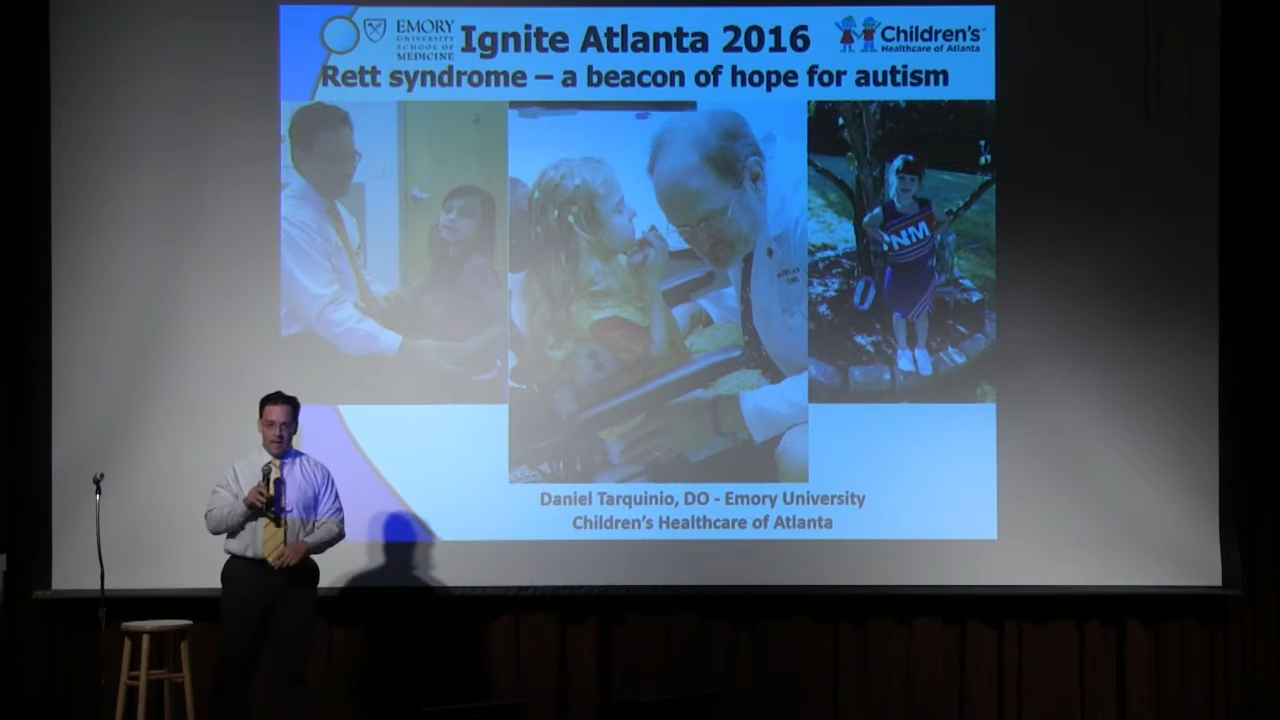 EMORY
UNIVERSITY
SCHOOL OF
MEDICINE
Ignite Atlanta 2016
Children's
Healthcare of Atlanta
Rett syndrome – a beacon of hope for autism
NM
Daniel Tarquinio, DO - Emory University
Children's Healthcare of Atlanta